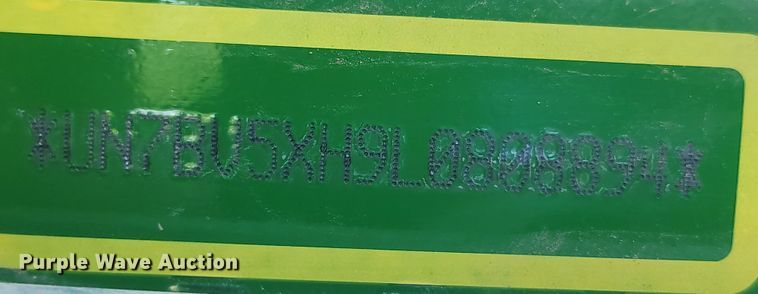 *UN7BV5XH9L0808894*
Purple Wave Auction